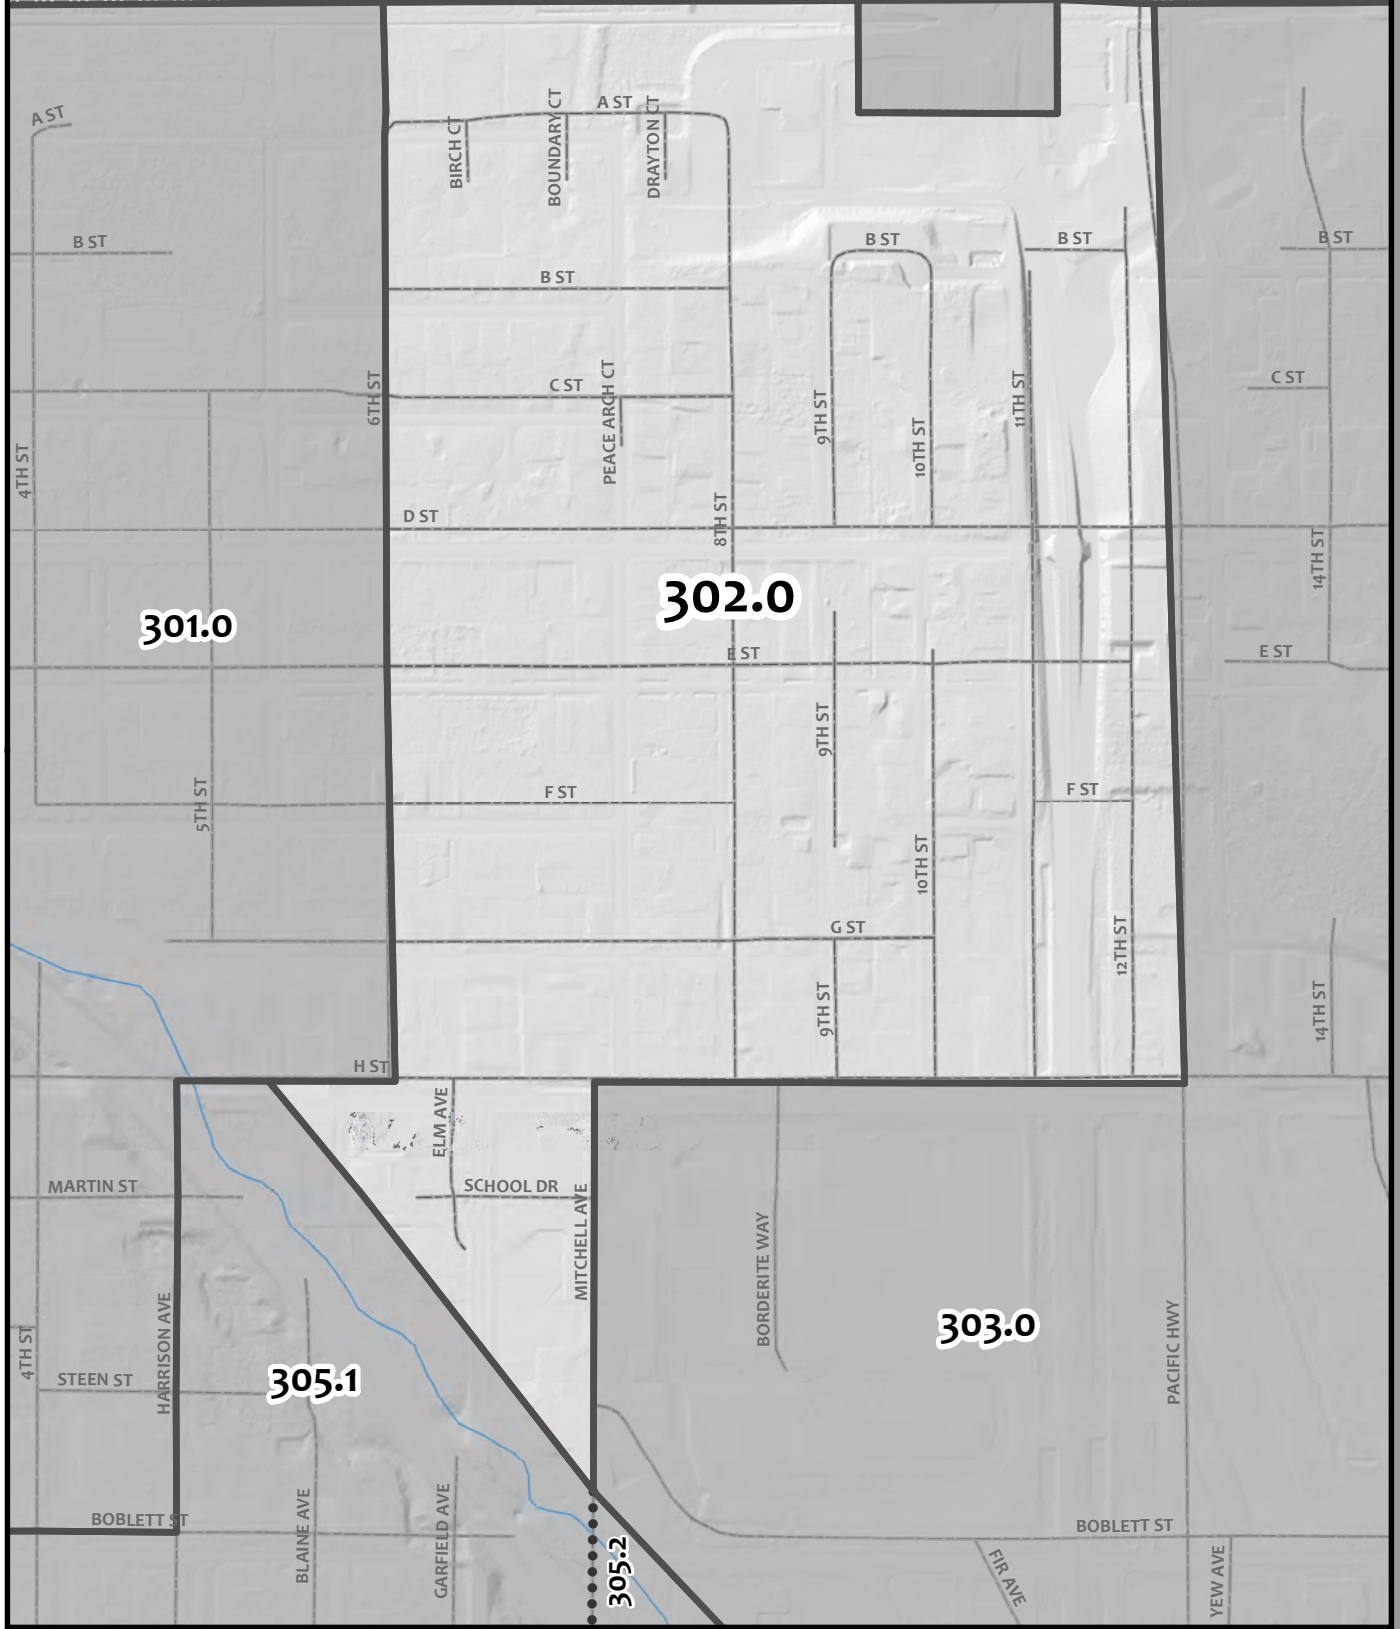 A ST
BIRCH CT
BOUNDARY CT
A ST
DRAYTON CT
B ST
B ST
B ST
B ST
B ST
6TH ST
C ST
PEACE ARCH CT
9TH ST
10TH ST
11TH ST
C ST
4TH ST
D ST
8TH ST
14TH ST
301.0
302.0
E ST
E ST
9TH ST
5TH ST
F ST
F ST
10TH ST
G ST
12TH ST
9TH ST
14TH ST
H ST
ELM AVE
MARTIN ST
SCHOOL DR
MITCHELL AVE
BORDERITE WAY
HARRISON AVE
4TH ST
303.0
PACIFIC HWY
STEEN ST
305.1
BOBLETT ST
BLAINE AVE
GARFIELD AVE
305.2
BOBLETT ST
FIR AVE
YEW AVE